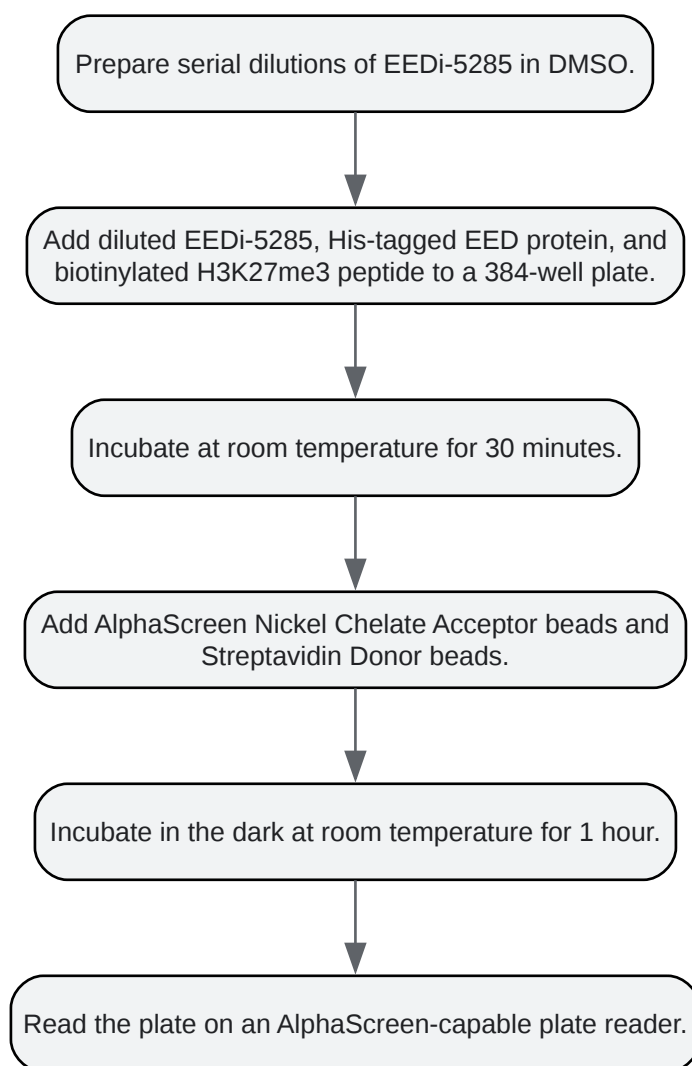 Prepare serial dilutions of EEDi-5285 in DMSO.
Add diluted EEDi-5285, His-tagged EED protein, and
biotinylated H3K27me3 peptide to a 384-well plate.
Incubate at room temperature for 30 minutes.
Add AlphaScreen Nickel Chelate Acceptor beads and
Streptavidin Donor beads.
Incubate in the dark at room temperature for 1 hour.
Read the plate on an AlphaScreen-capable plate reader.